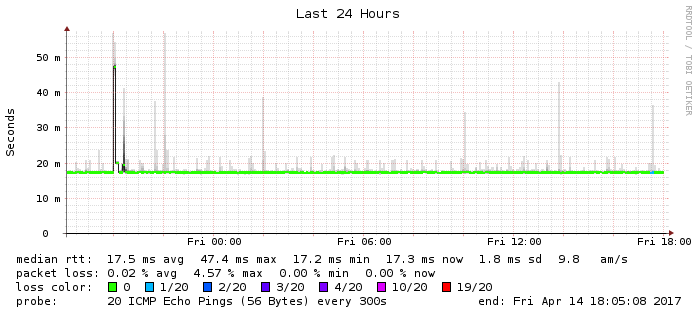 Last 24 Hours
RRDTOOL / TOBI OETIKER
Seconds
50 m
40 m
30 m
20 m
10 m
0
Fri 00:00 Fri 06:00 Fri 12:00 Fri 18:00
median rtt: 17.5 ms avg 47.4 ms max 17.2 ms min 17.3 ms now 1.8 ms sd 9.8 am/s
packet loss: 0.02 % avg 4.57 % max 0.00 % min 0.00 % now
loss color: 0 1/20 2/20 3/20 4/20 10/20 19/20
probe: 20 ICMP Echo Pings (56 Bytes) every 300s end: Fri Apr 14 18:05:08 2017